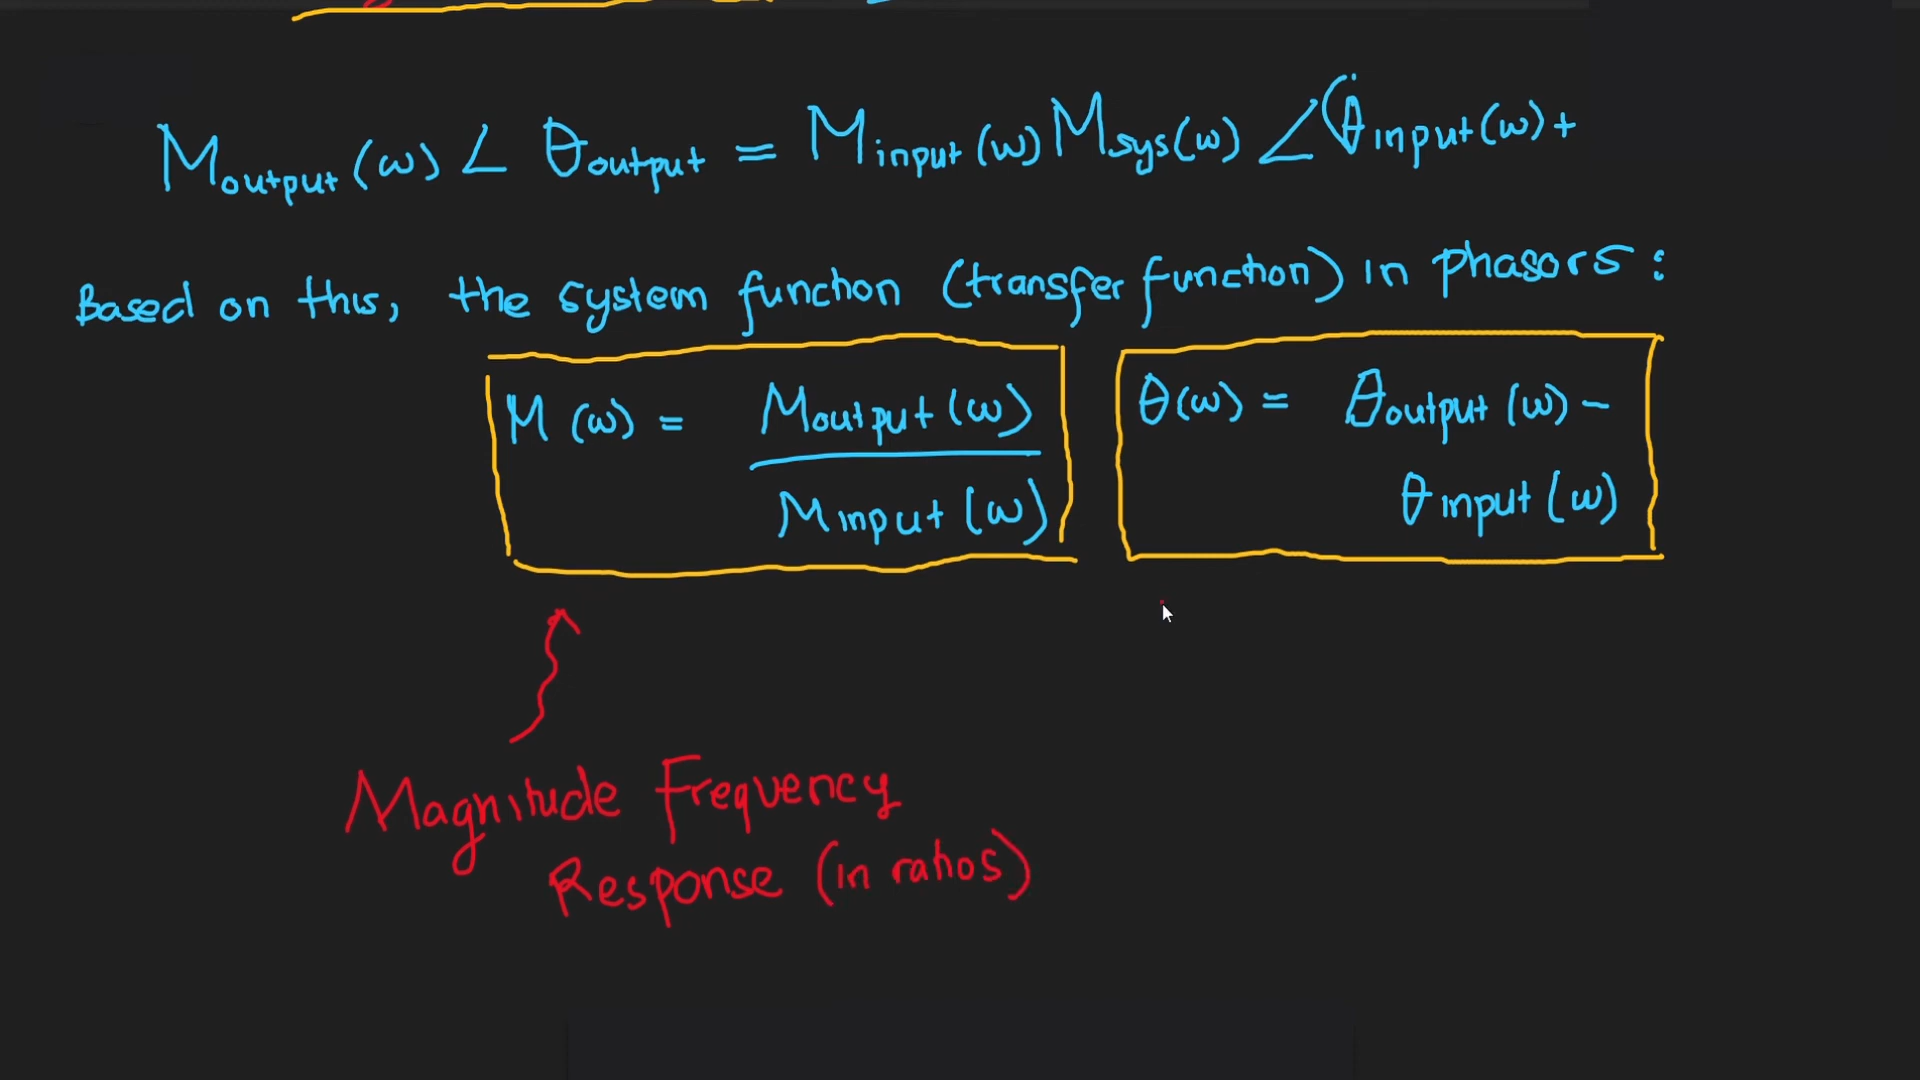 Moutput (ω) ∠ θoutput = Minput (ω) Msys(ω) ∠(θinput(ω) +
Based on this, the system function (transfer function) in phasors :
M (ω) = Moutput (ω) / Minput (ω)
θ(ω) = θoutput (ω) −
θinput (ω)
Magnitude Frequency
Response (in ratios)